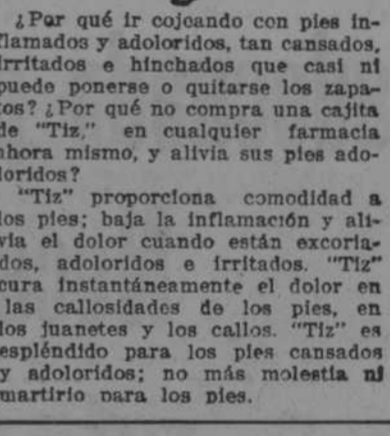 ¿Por qué ir cojeando con pies in-
flamados y adoloridos, tan cansados,
irritados e hinchados que casi ni
puede ponerse o quitarse los zapa-
tos? ¿Por qué no compra una cajita
de "Tiz," en cualquier farmacia
ahora mismo, y alivia sus pies ado-
loridos?
"Tiz" proporciona comodidad a
los pies; baja la inflamación y ali-
via el dolor cuando están excoria-
dos, adoloridos e irritados. "Tiz"
cura instantáneamente el dolor en
las callosidades de los pies, en
los juanetes y los callos. "Tiz" es
espléndido para los pies cansados
y adoloridos; no más molestia ni
martirio para los pies.